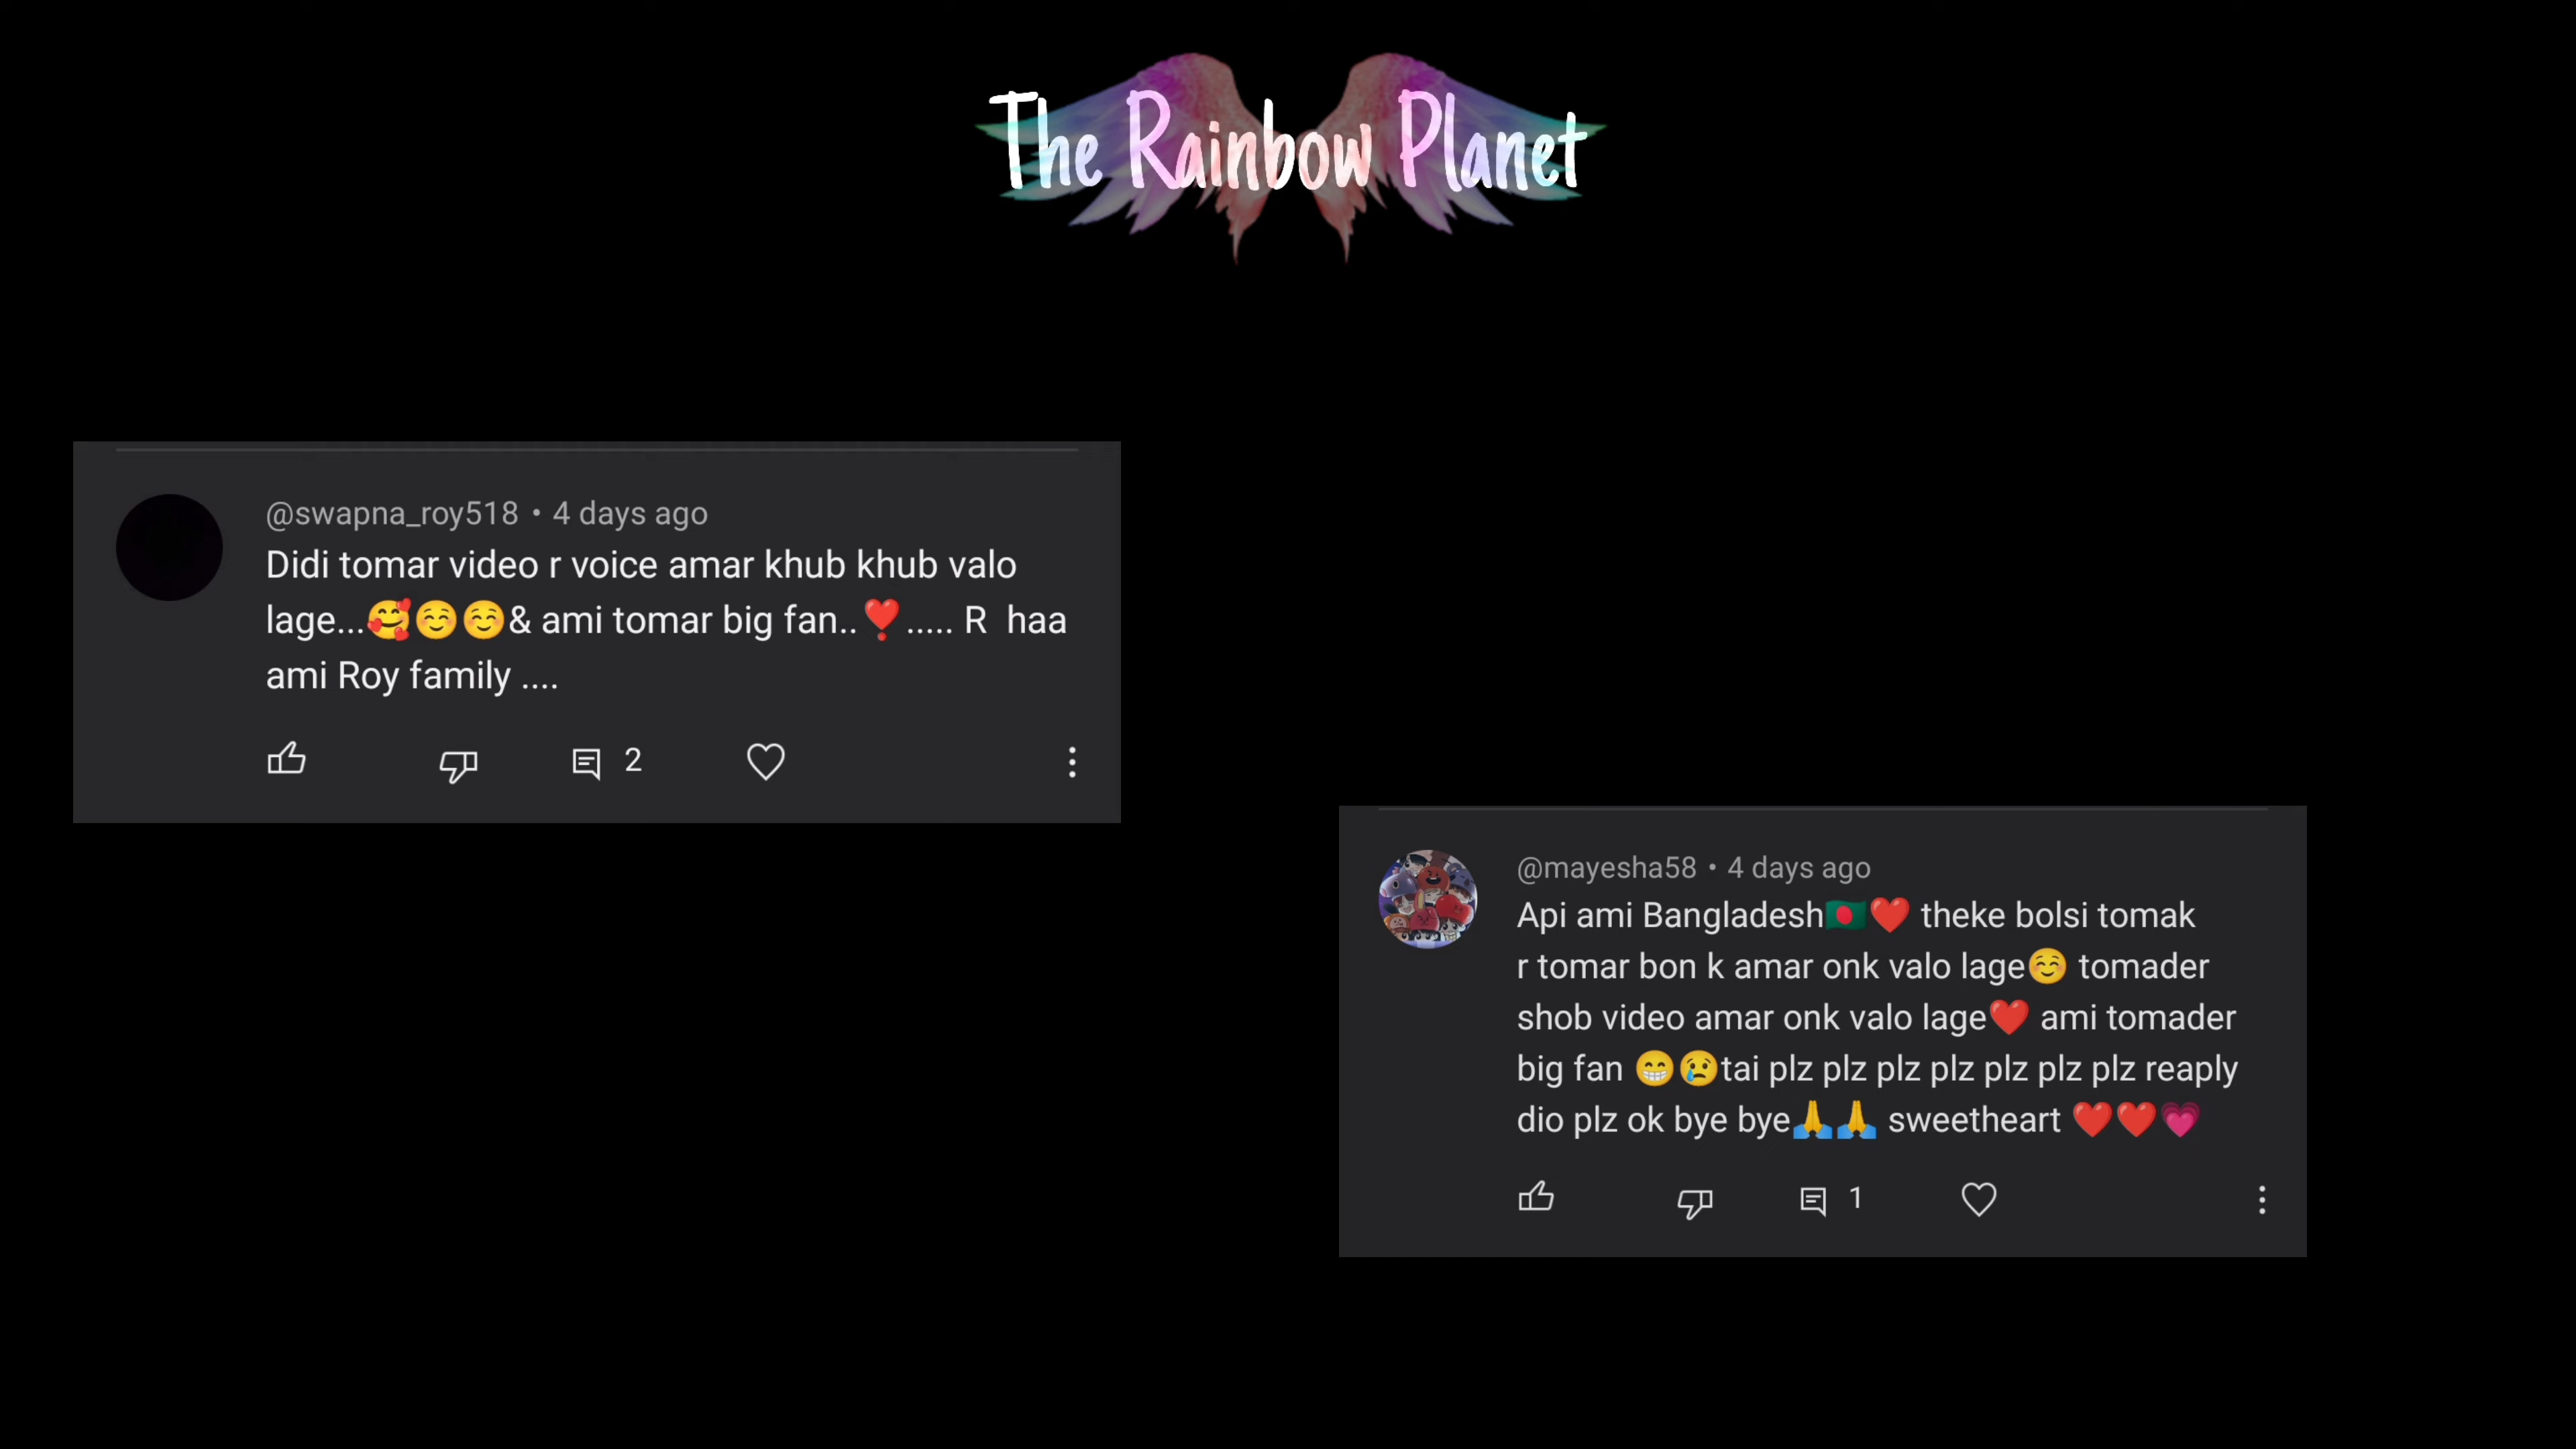 The Rainbow Planet
@swapna_roy518 • 4 days ago
Didi tomar video r voice amar khub khub valo
lage...🥰☺️☺️& ami tomar big fan..❣️..... R  haa
ami Roy family ....
2
@mayesha58 • 4 days ago
Api ami Bangladesh🇧🇩❤️ theke bolsi tomak
r tomar bon k amar onk valo lage☺️ tomader
shob video amar onk valo lage❤️ ami tomader
big fan 😁😢tai plz plz plz plz plz plz plz reaply
dio plz ok bye bye🙏🙏 sweetheart ❤️❤️💗
1